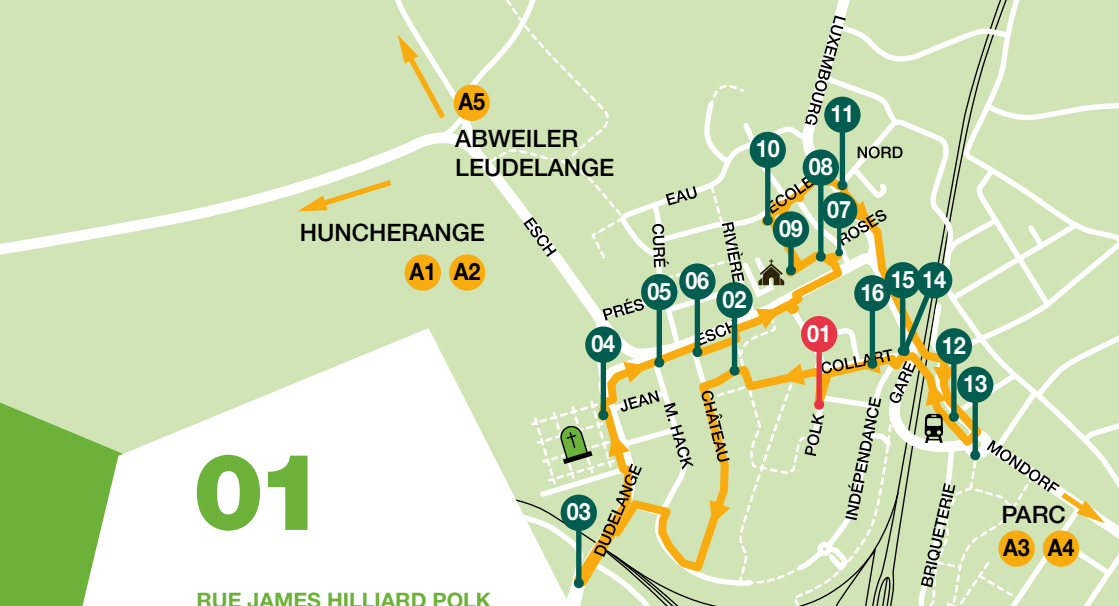 LUXEMBOURG
A5
ABWEILER
LEUDELANGE
11
10
NORD
08
ECOLE
EAU
07
ROSES
09
HUNCHERANGE
A1 A2
ESCH
CURÉ
RIVIÈRE
06
05
02
16
15
14
PRÉS
ESCH
01
04
12
COLLART
13
GARE
JEAN
M. HACK
CHÂTEAU
POLK
INDÉPENDANCE
MONDORF
01
DUDELANGE
03
BRIQUETERIE
PARC
A3 A4
RUE JAMES HILLIARD POLK